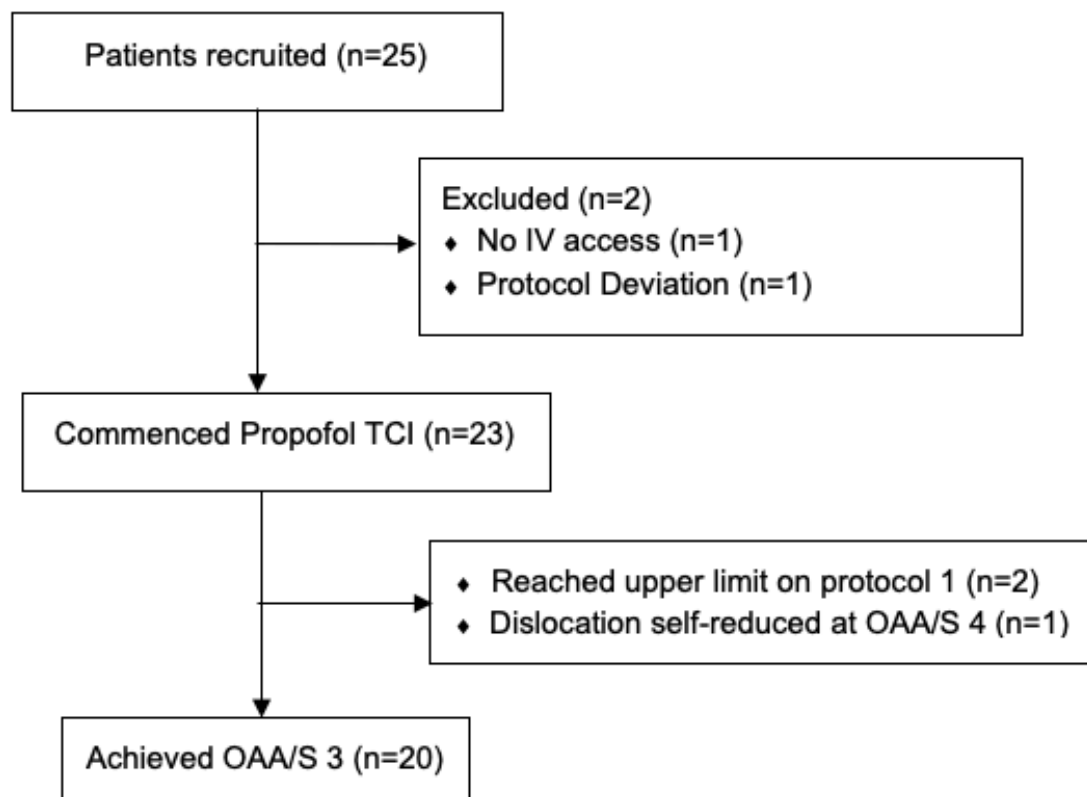 Patients recruited (n=25)
Excluded (n=2)
♦ No IV access (n=1)
♦ Protocol Deviation (n=1)
Commenced Propofol TCI (n=23)
♦ Reached upper limit on protocol 1 (n=2)
♦ Dislocation self-reduced at OAA/S 4 (n=1)
Achieved OAA/S 3 (n=20)